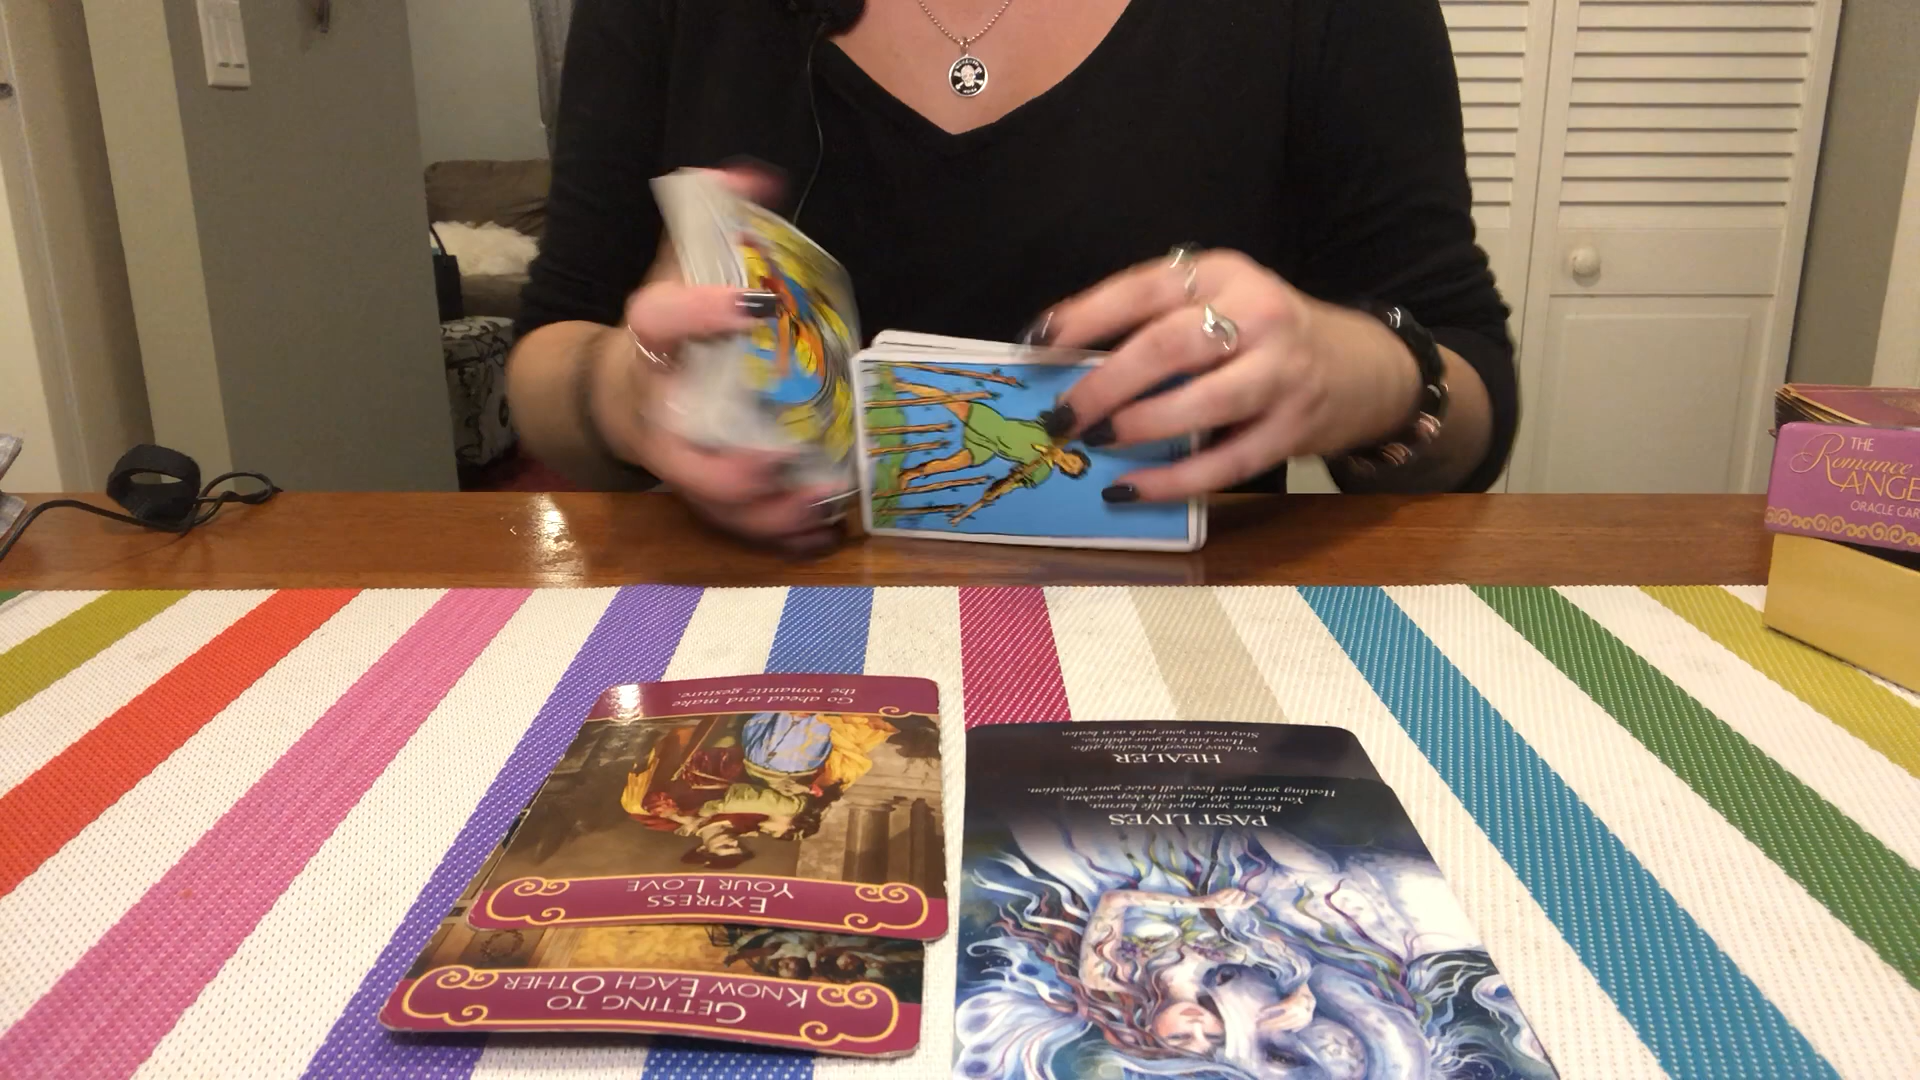 THE
Romance
ANGE
ORACLE CAR
Go ahead and make
the romantic gesture.
EXPRESS
YOUR LOVE
GETTING TO
KNOW EACH OTHER
HEALER
You have powerful healing gifts.
Have faith in your abilities.
Stay true to your path as a healer.
PAST LIVES
Release your past-life karma.
You are an old soul with deep wisdom.
Healing your past lives will raise your vibration.